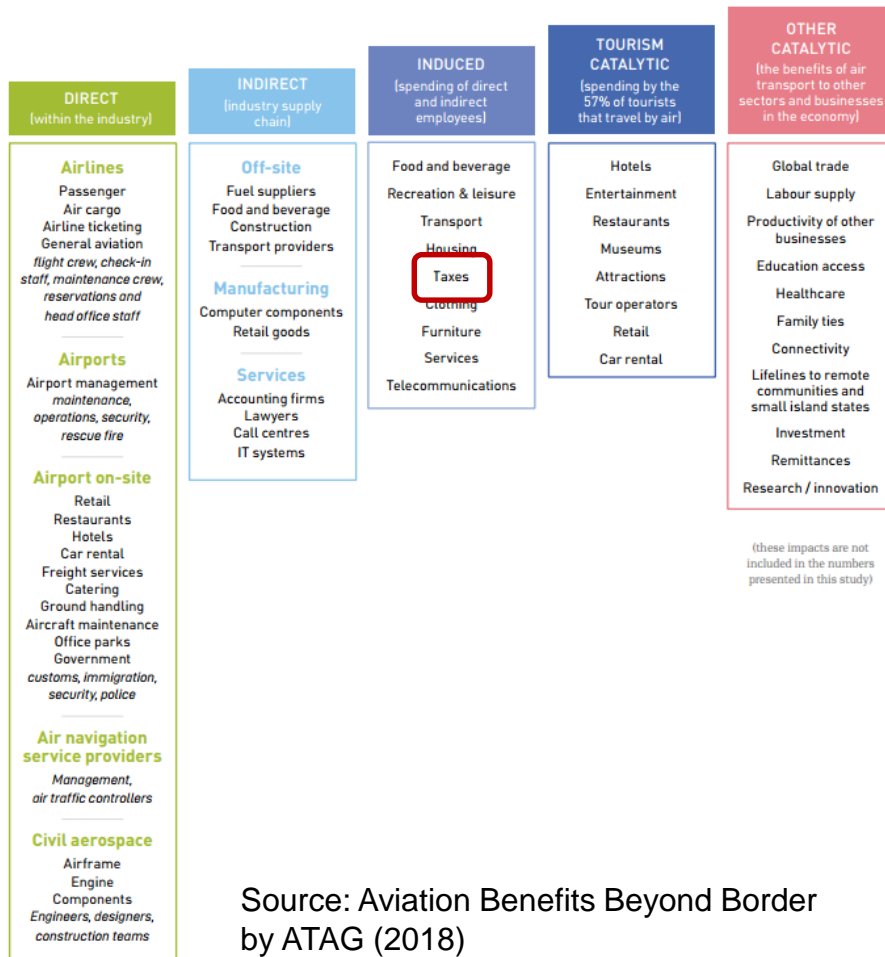 DIRECT
(within the industry)
Airlines
Passenger
Air cargo
Airline ticketing
General aviation
flight crew, check-in
staff, maintenance crew,
reservations and
head office staff
Airports
Airport management
maintenance,
operations, security,
rescue fire
Airport on-site
Retail
Restaurants
Hotels
Car rental
Freight services
Catering
Ground handling
Aircraft maintenance
Office parks
Government
customs, immigration,
security, police
Air navigation
service providers
Management,
air traffic controllers
Civil aerospace
Airframe
Engine
Components
Engineers, designers,
construction teams
INDIRECT
(industry supply
chain)
Off-site
Fuel suppliers
Food and beverage
Construction
Transport providers
Manufacturing
Computer components
Retail goods
Services
Accounting firms
Lawyers
Call centres
IT systems
INDUCED
(spending of direct
and indirect
employees)
Food and beverage
Recreation & leisure
Transport
Housing
Taxes
Clothing
Furniture
Services
Telecommunications
TOURISM
CATALYTIC
(spending by the
57% of tourists
that travel by air)
Hotels
Entertainment
Restaurants
Museums
Attractions
Tour operators
Retail
Car rental
OTHER
CATALYTIC
(the benefits of air
transport to other
sectors and businesses
in the economy)
Global trade
Labour supply
Productivity of other
businesses
Education access
Healthcare
Family ties
Connectivity
Lifelines to remote
communities and
small island states
Investment
Remittances
Research / innovation
(these impacts are not
included in the numbers
presented in this study)
Source: Aviation Benefits Beyond Border
by ATAG (2018)